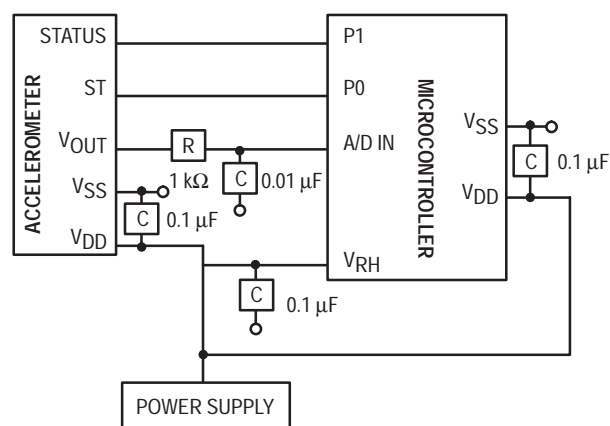 ACCELEROMETER
STATUS
ST
VOUT
VSS
VDD
R
1 kΩ
C
0.01 µF
C
0.1 µF
C
0.1 µF
P1
P0
A/D IN
VRH
MICROCONTROLLER
VSS
VDD
C
0.1 µF
POWER SUPPLY